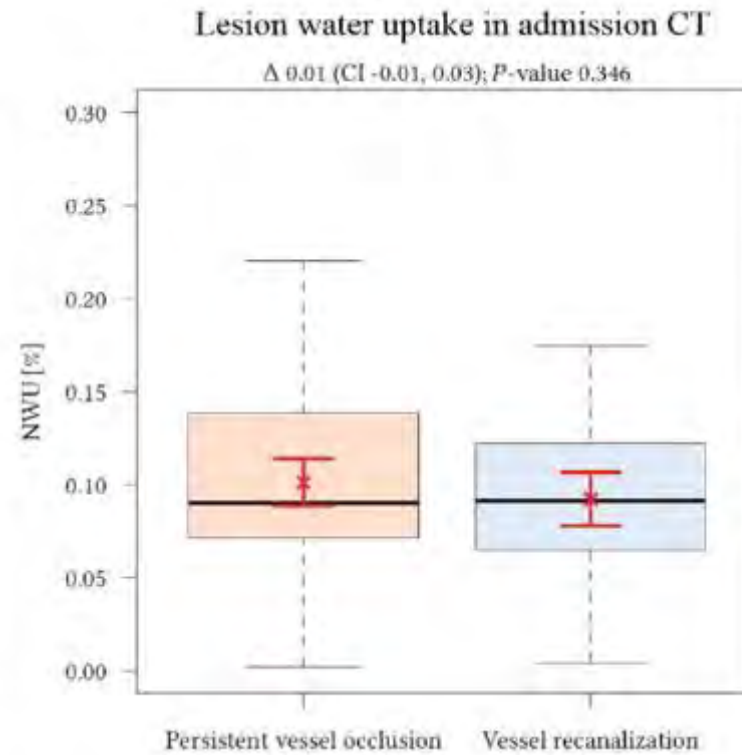 Lesion water uptake in admission CT
Δ 0.01 (CI -0.01, 0.03); P-value 0.346
0.30
0.25
0.20
0.15
0.10
0.05
0.00
NWU [%]
Persistent vessel occlusion
Vessel recanalization